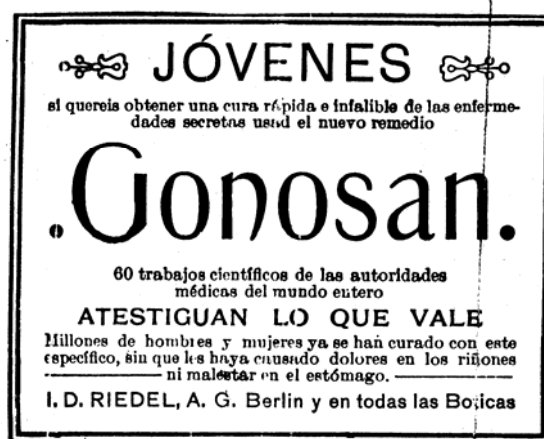 JÓVENES
si quereis obtener una cura rápida e infalible de las enferme-
dades secretas usad el nuevo remedio
.Gonosan.
60 trabajos científicos de las autoridades
médicas del mundo entero
ATESTIGUAN LO QUE VALE
Millones de hombres y mujeres ya se han curado con este
específico, sin que les haya causado dolores en los riñones
ni malestar en el estómago.
I. D. RIEDEL, A. G. Berlin y en todas las Boticas